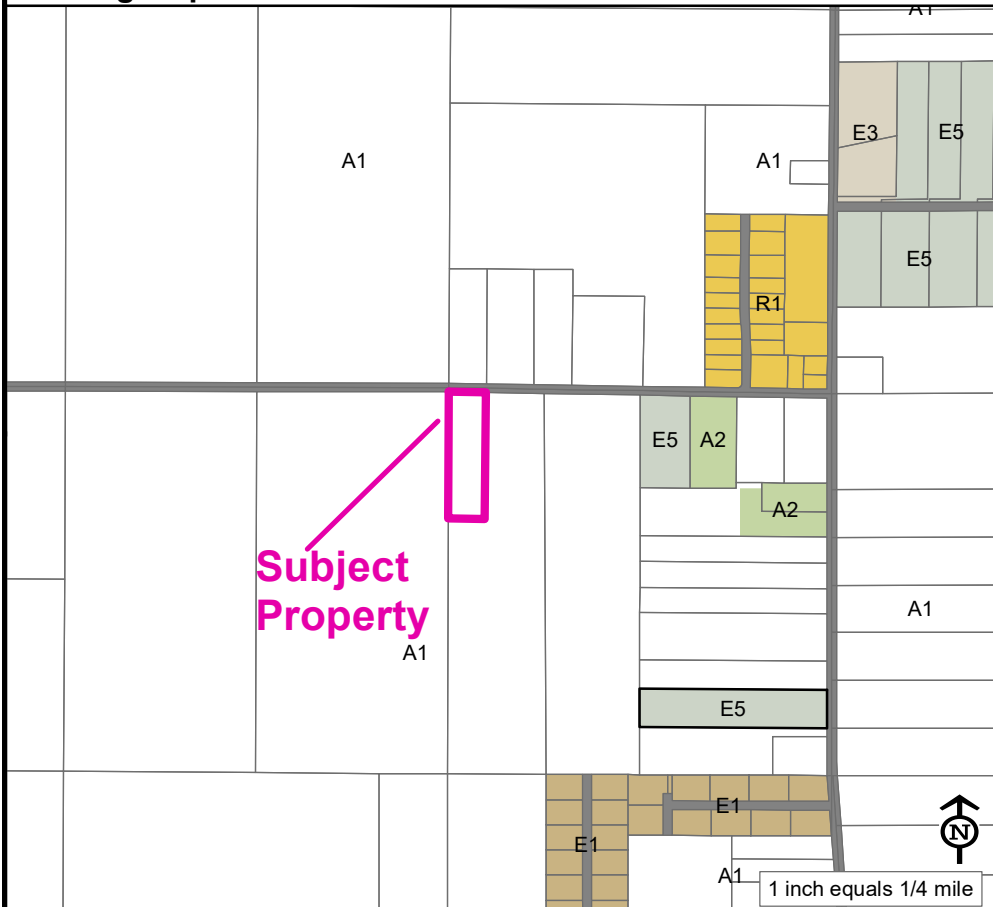 A1
E3
E5
A1
A1
E5
R1
E5
A2
A2
Subject
Property
A1
A1
E5
E1
E1
A1
N
1 inch equals 1/4 mile